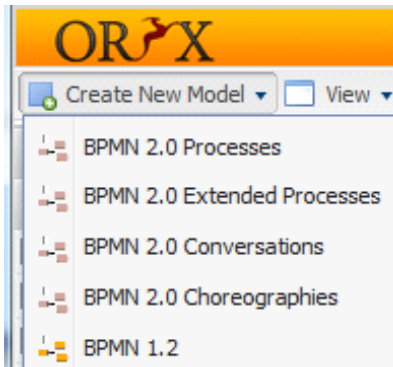 ORYX
Create New Model View
BPMN 2.0 Processes
BPMN 2.0 Extended Processes
BPMN 2.0 Conversations
BPMN 2.0 Choreographies
BPMN 1.2